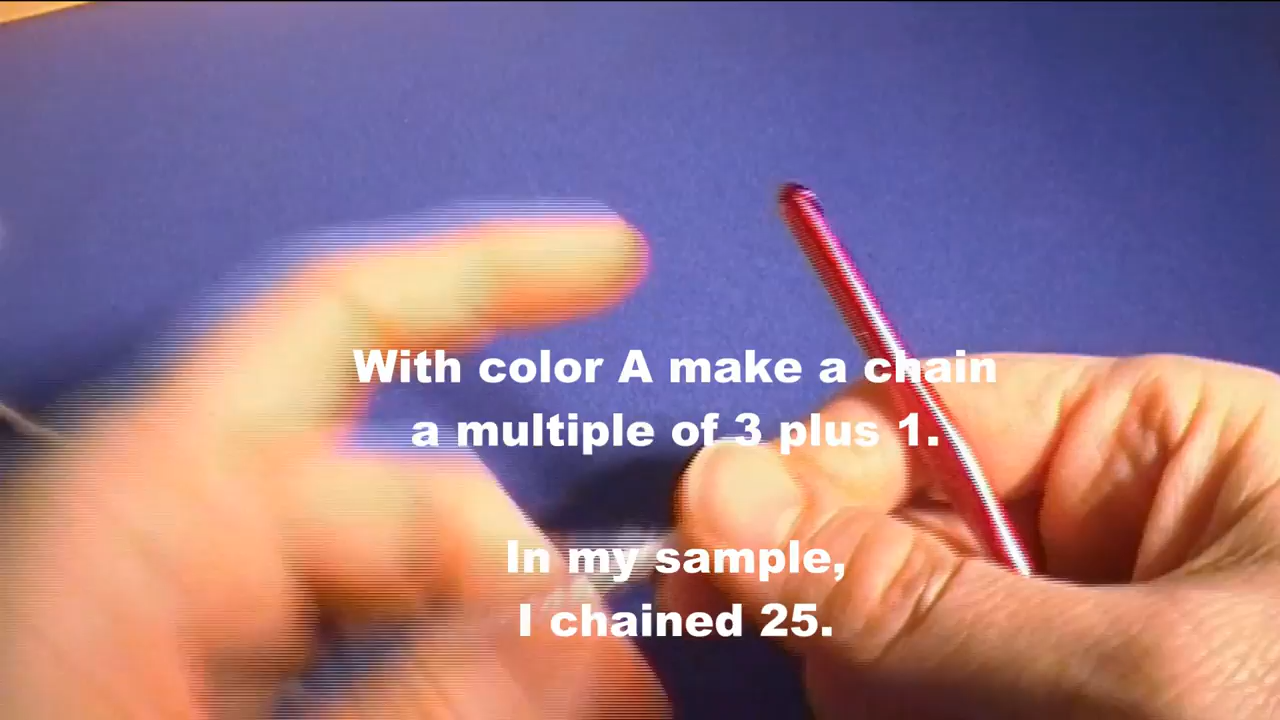 With color A make a chain
a multiple of 3 plus 1.
In my sample,
I chained 25.